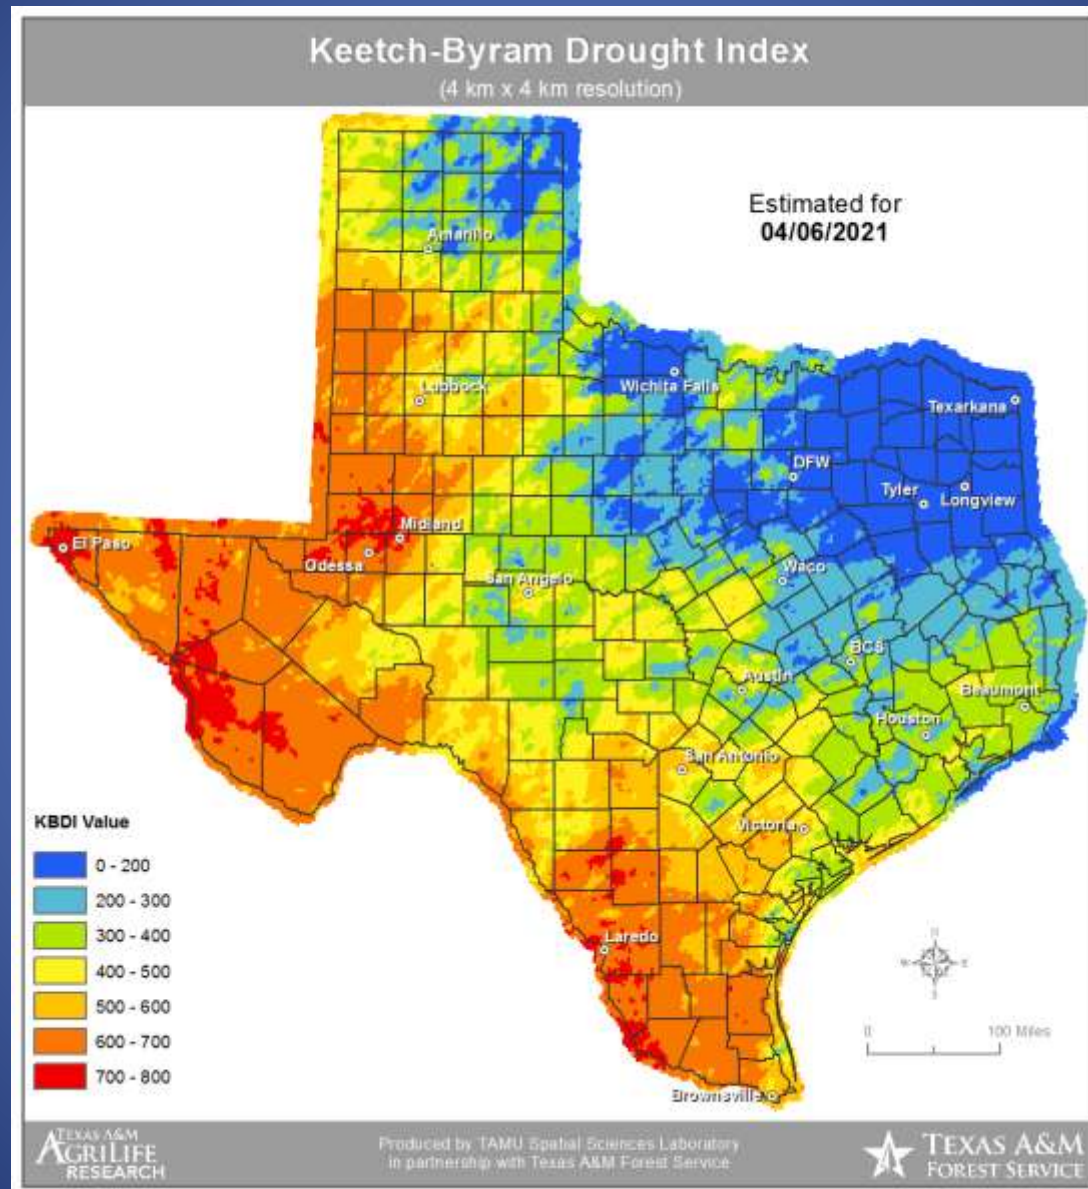 Keetch-Byram Drought Index
(4 km x 4 km resolution)
Estimated for
04/06/2021
Amarillo
Lubbock
Wichita Falls
Texarkana
DFW
Tyler
Longview
Midland
El Paso
Odessa
San Angelo
Waco
BCS
Austin
Beaumont
Houston
San Antonio
Victoria
Laredo
Brownsville
KBDI Value
0 - 200
200 - 300
300 - 400
400 - 500
500 - 600
600 - 700
700 - 800
N
W E
S
0 100 Miles
TEXAS A&M
AGRILIFE
RESEARCH
Produced by TAMU Spatial Sciences Laboratory
in partnership with Texas A&M Forest Service
TEXAS A&M
FOREST SERVICE